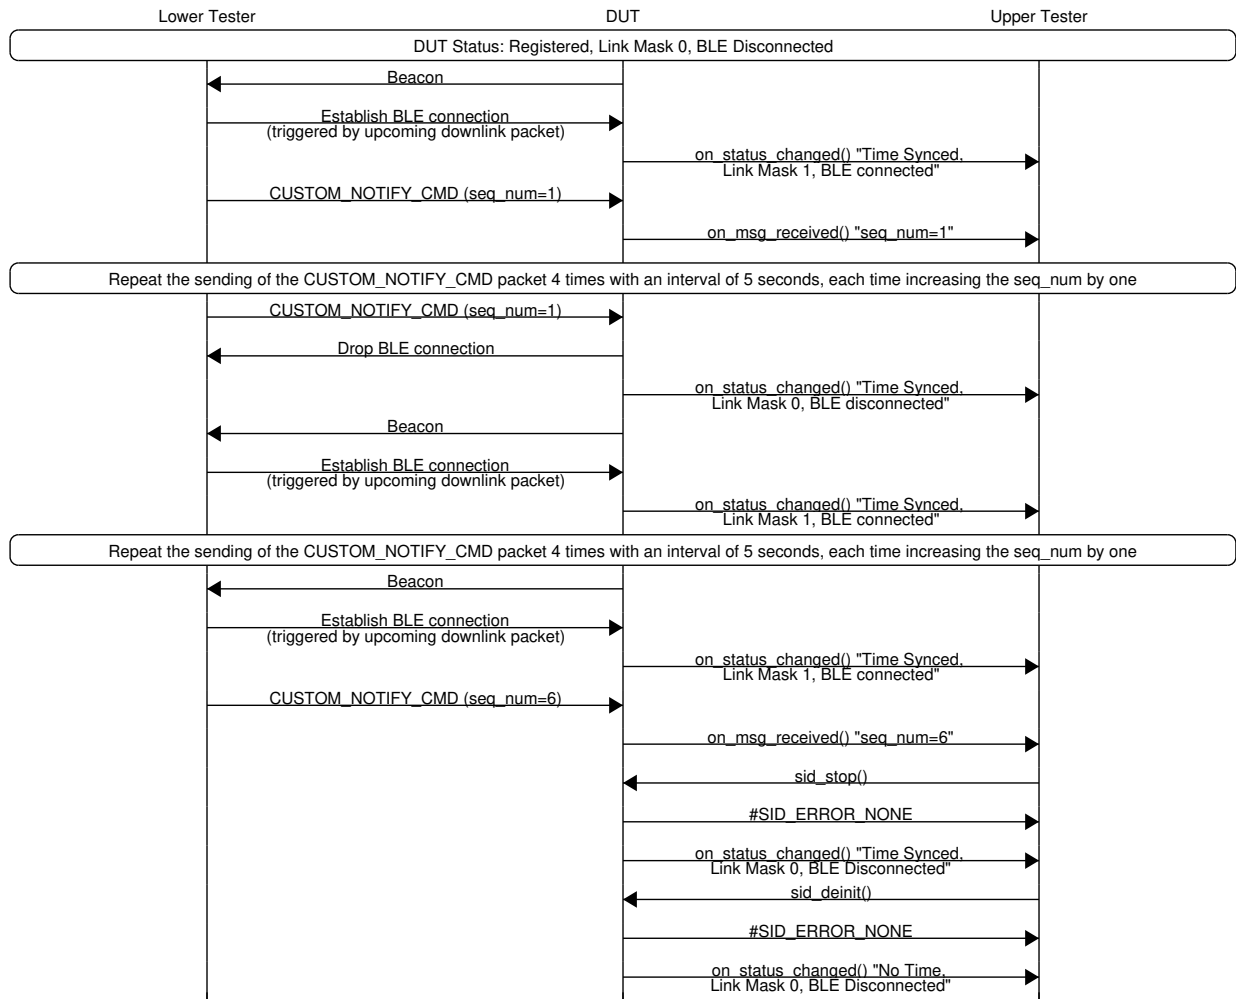 Lower Tester DUT Upper Tester
DUT Status: Registered, Link Mask 0, BLE Disconnected
Beacon
Establish BLE connection
(triggered by upcoming downlink packet)
on_status_changed() "Time Synced,
Link Mask 1, BLE connected"
CUSTOM_NOTIFY_CMD (seq_num=1)
on_msg_received() "seq_num=1"
Repeat the sending of the CUSTOM_NOTIFY_CMD packet 4 times with an interval of 5 seconds, each time increasing the seq_num by one
CUSTOM_NOTIFY_CMD (seq_num=1)
Drop BLE connection
on_status_changed() "Time Synced,
Link Mask 0, BLE disconnected"
Beacon
Establish BLE connection
(triggered by upcoming downlink packet)
on_status_changed() "Time Synced,
Link Mask 1, BLE connected"
Repeat the sending of the CUSTOM_NOTIFY_CMD packet 4 times with an interval of 5 seconds, each time increasing the seq_num by one
Beacon
Establish BLE connection
(triggered by upcoming downlink packet)
on_status_changed() "Time Synced,
Link Mask 1, BLE connected"
CUSTOM_NOTIFY_CMD (seq_num=6)
on_msg_received() "seq_num=6"
sid_stop()
#SID_ERROR_NONE
on_status_changed() "Time Synced,
Link Mask 0, BLE Disconnected"
sid_deinit()
#SID_ERROR_NONE
on_status_changed() "No Time,
Link Mask 0, BLE Disconnected"